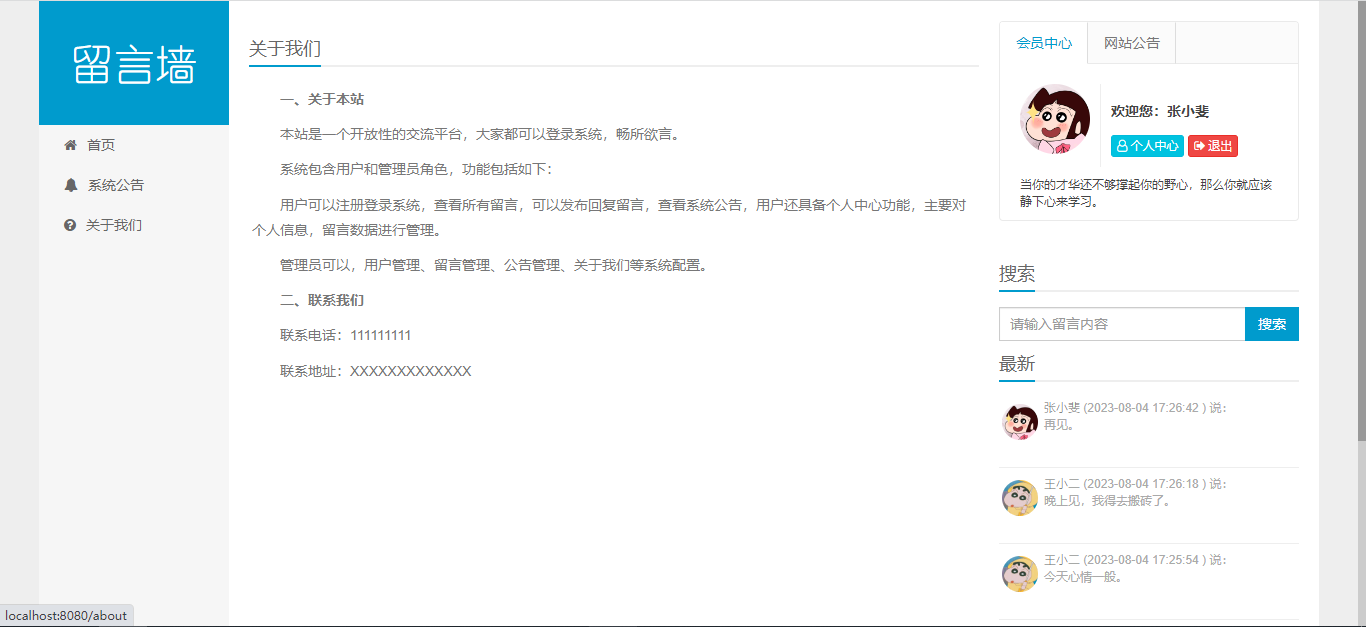 留言墙
首页
系统公告
关于我们
关于我们
一、关于本站
本站是一个开放性的交流平台，大家都可以登录系统，畅所欲言。
系统包含用户和管理员角色，功能包括如下：
用户可以注册登录系统，查看所有留言，可以发布回复留言，查看系统公告，用户还具备个人中心功能，主要对
个人信息，留言数据进行管理。
管理员可以，用户管理、留言管理、公告管理、关于我们等系统配置。
二、联系我们
联系电话：111111111
联系地址：XXXXXXXXXXXXX
会员中心 网站公告
欢迎您：张小斐
个人中心 退出
当你的才华还不够撑起你的野心，那么你就应该
静下心来学习。
搜索
请输入留言内容 搜索
最新
张小斐 (2023-08-04 17:26:42 ) 说：
再见。
王小二 (2023-08-04 17:26:18 ) 说：
晚上见，我得去搬砖了。
王小二 (2023-08-04 17:25:54 ) 说：
今天心情一般。
localhost:8080/about